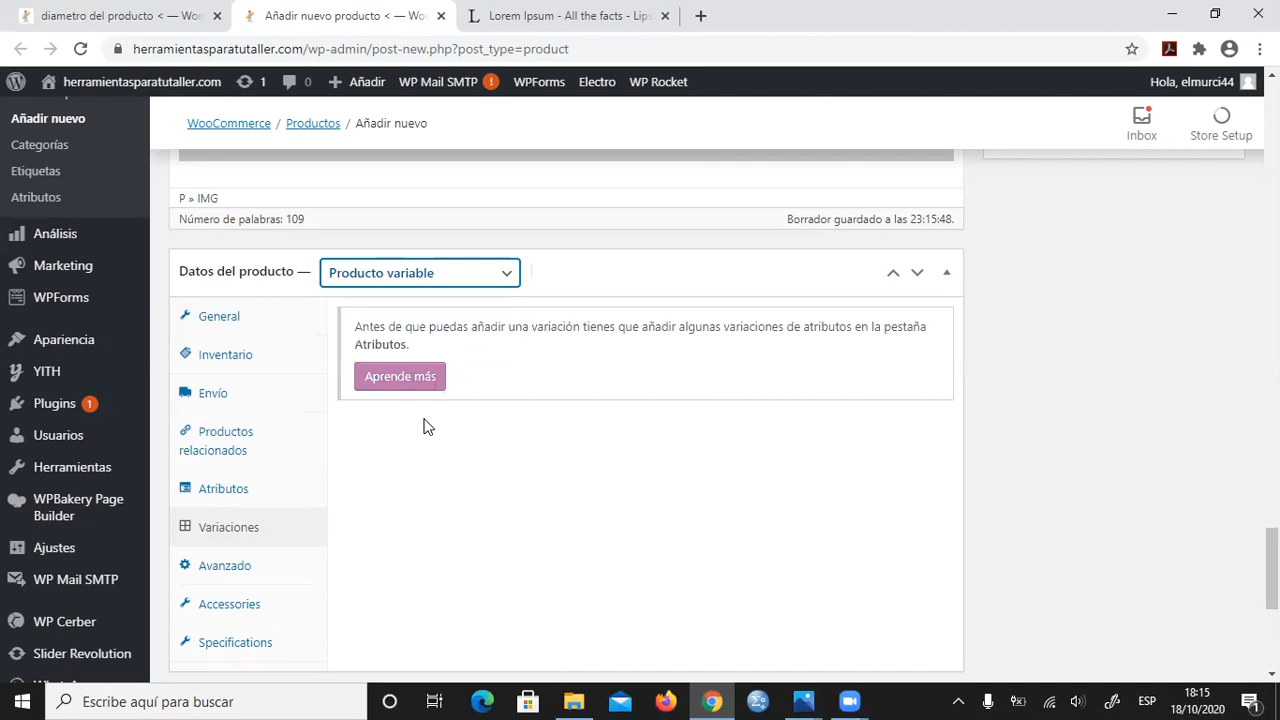 diametro del producto < — Wor
Añadir nuevo producto < — Wo
Lorem Ipsum - All the facts - Lips
herramientasparatutaller.com/wp-admin/post-new.php?post_type=product
herramientasparatutaller.com
1
0
Añadir
WP Mail SMTP
!
WPForms
Electro
WP Rocket
Hola, elmurci44
Añadir nuevo
Categorías
Etiquetas
Atributos
Análisis
Marketing
WPForms
Apariencia
YITH
Plugins 1
Usuarios
Herramientas
WPBakery Page
Builder
Ajustes
WP Mail SMTP
WP Cerber
Slider Revolution
WooCommerce / Productos / Añadir nuevo
Inbox
Store Setup
P » IMG
Número de palabras: 109
Borrador guardado a las 23:15:48.
Datos del producto —
Producto variable
General
Inventario
Envío
Productos
relacionados
Atributos
Variaciones
Avanzado
Accessories
Specifications
Antes de que puedas añadir una variación tienes que añadir algunas variaciones de atributos en la pestaña
Atributos.
Aprende más
Escribe aquí para buscar
ESP
18:15
18/10/2020
1